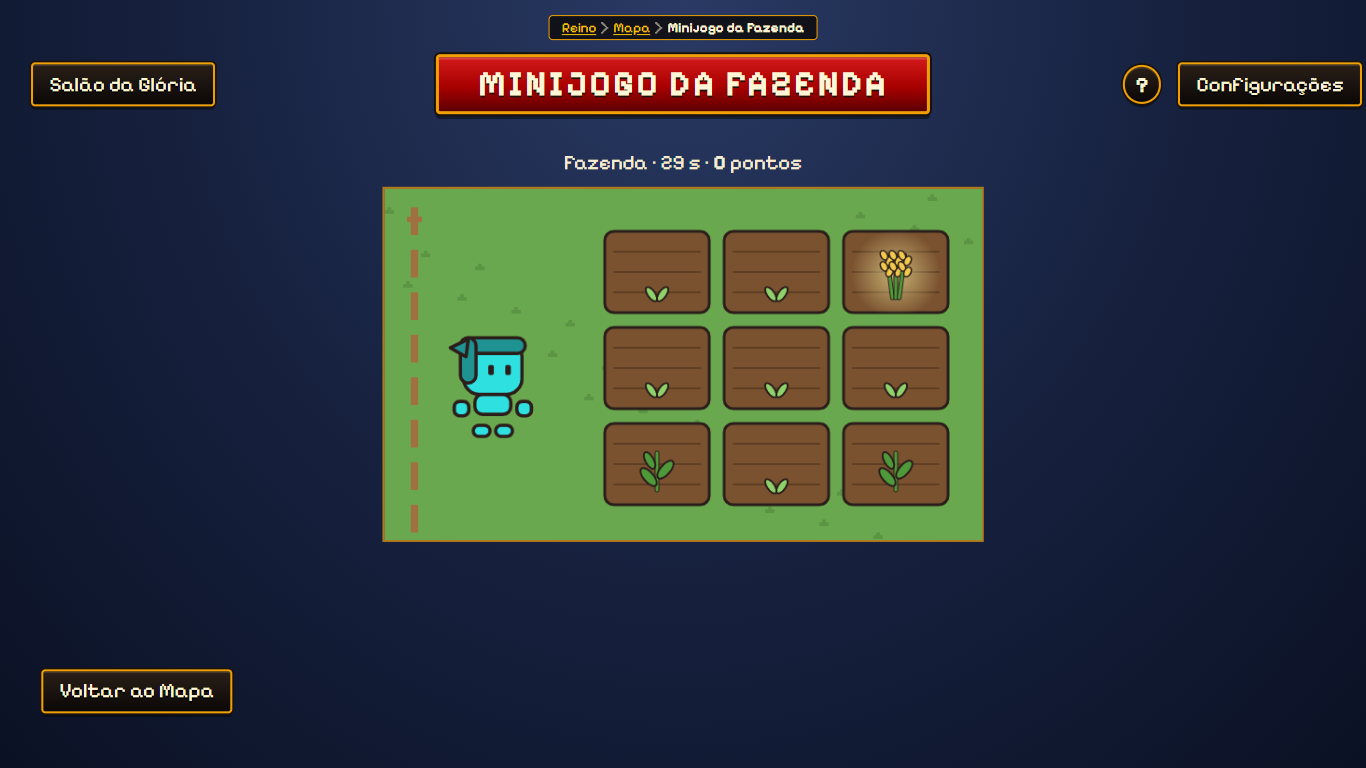 Reino > Mapa > Minijogo da Fazenda
Salão da Glória
MINIJOGO DA FAZENDA
?
Configurações
Fazenda · 29 s · 0 pontos
Voltar ao Mapa